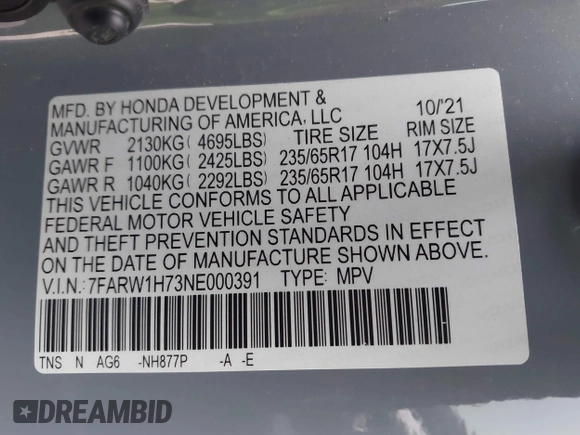 MFD. BY HONDA DEVELOPMENT &
MANUFACTURING OF AMERICA, LLC 10/'21
GVWR 2130KG( 4695LBS) TIRE SIZE RIM SIZE
GAWR F 1100KG( 2425LBS) 235/65R17 104H 17X7.5J
GAWR R 1040KG( 2292LBS) 235/65R17 104H 17X7.5J
THIS VEHICLE CONFORMS TO ALL APPLICABLE
FEDERAL MOTOR VEHICLE SAFETY
AND THEFT PREVENTION STANDARDS IN EFFECT
ON THE DATE OF MANUFACTURE SHOWN ABOVE.
V.I.N.: 7FARW1H73NE000391 TYPE: MPV
TNS N AG6 -NH877P -A -E
DREAMBID